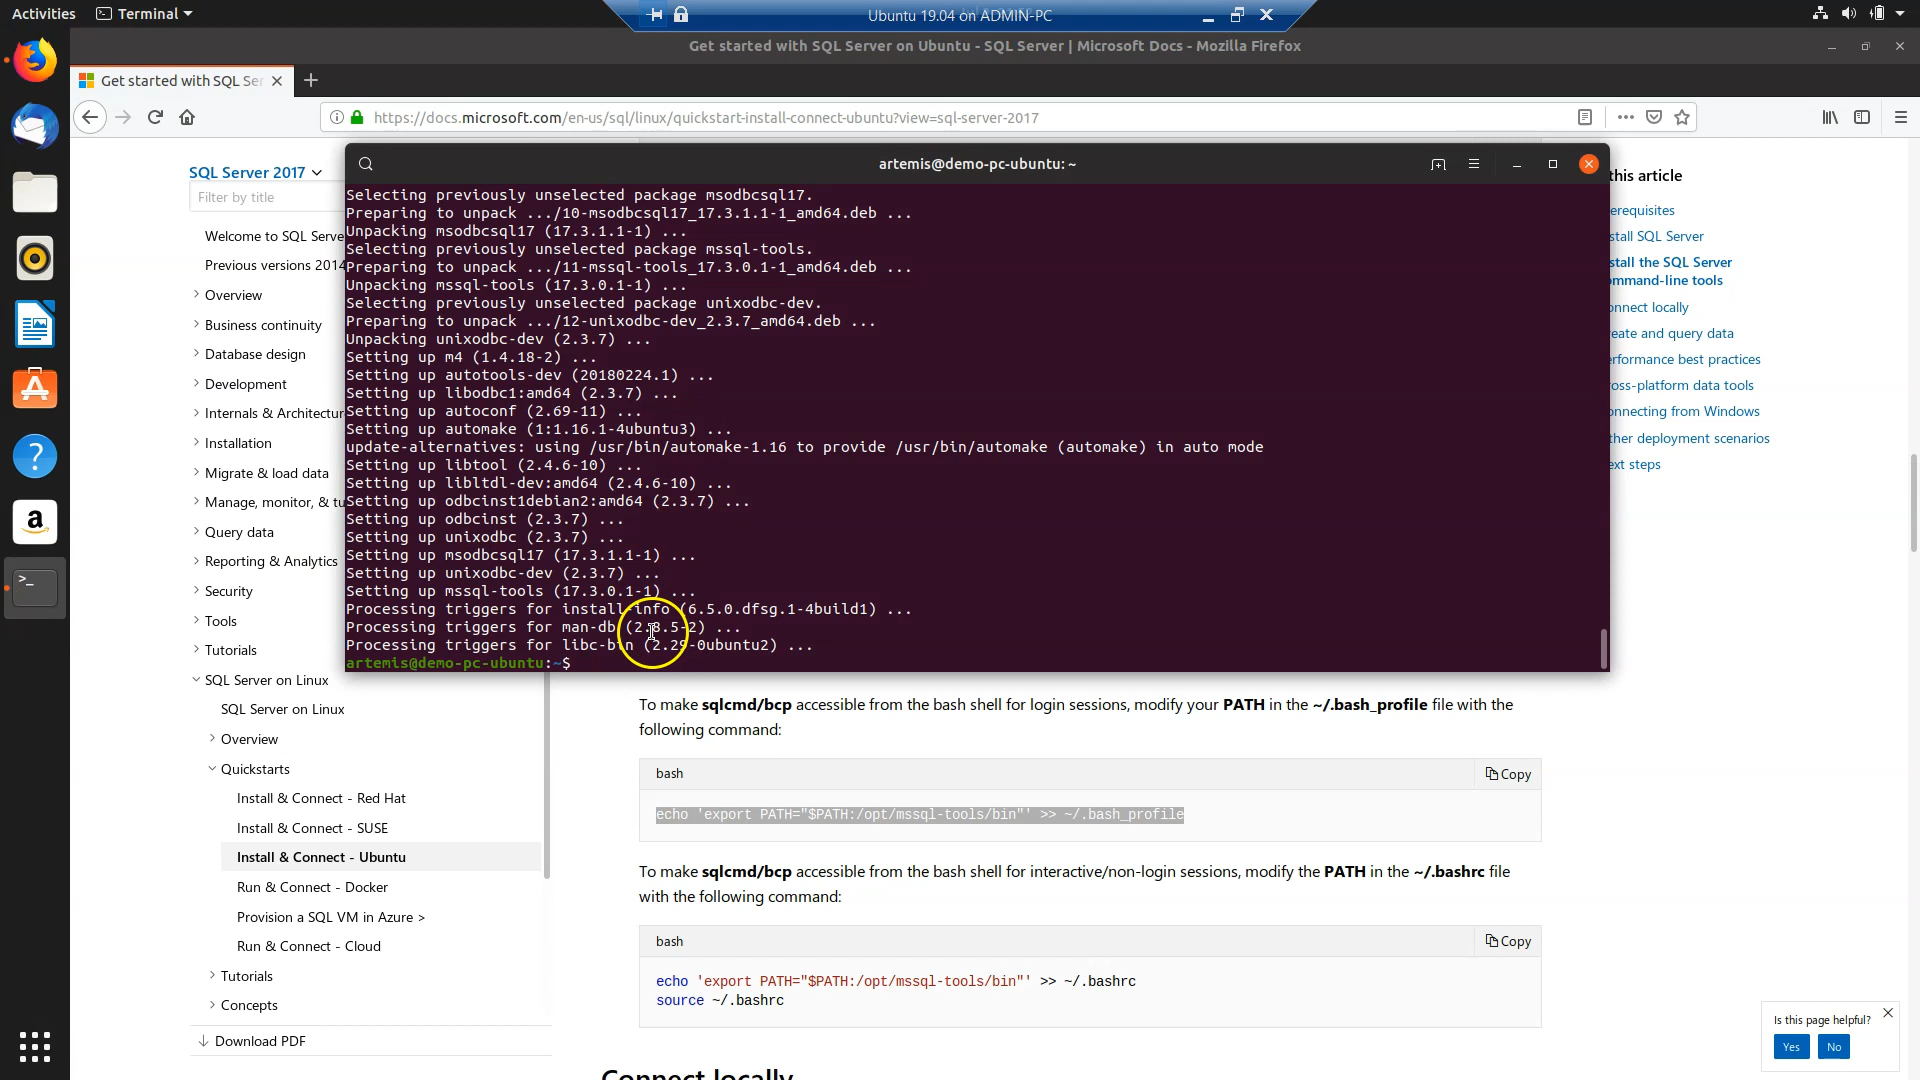 Activities
Terminal
Ubuntu 19.04 on ADMIN-PC
Get started with SQL Server on Ubuntu - SQL Server | Microsoft Docs - Mozilla Firefox
Get started with SQL Ser
https://docs.microsoft.com/en-us/sql/linux/quickstart-install-connect-ubuntu?view=sql-server-2017
SQL Server 2017
Filter by title
Welcome to SQL Serve
Previous versions 2014
Overview
Business continuity
Database design
Development
Internals & Architectur
Installation
Migrate & load data
Manage, monitor, & tu
Query data
Reporting & Analytics
Security
Tools
Tutorials
SQL Server on Linux
SQL Server on Linux
Overview
Quickstarts
Install & Connect - Red Hat
Install & Connect - SUSE
Install & Connect - Ubuntu
Run & Connect - Docker
Provision a SQL VM in Azure >
Run & Connect - Cloud
Tutorials
Concepts
Download PDF
artemis@demo-pc-ubuntu: ~
Selecting previously unselected package msodbcsql17.
Preparing to unpack .../10-msodbcsql17_17.3.1.1-1_amd64.deb ...
Unpacking msodbcsql17 (17.3.1.1-1) ...
Selecting previously unselected package mssql-tools.
Preparing to unpack .../11-mssql-tools_17.3.0.1-1_amd64.deb ...
Unpacking mssql-tools (17.3.0.1-1) ...
Selecting previously unselected package unixodbc-dev.
Preparing to unpack .../12-unixodbc-dev_2.3.7_amd64.deb ...
Unpacking unixodbc-dev (2.3.7) ...
Setting up m4 (1.4.18-2) ...
Setting up autotools-dev (20180224.1) ...
Setting up libodbc1:amd64 (2.3.7) ...
Setting up autoconf (2.69-11) ...
Setting up automake (1:1.16.1-4ubuntu3) ...
update-alternatives: using /usr/bin/automake-1.16 to provide /usr/bin/automake (automake) in auto mode
Setting up libtool (2.4.6-10) ...
Setting up libltdl-dev:amd64 (2.4.6-10) ...
Setting up odbcinst1debian2:amd64 (2.3.7) ...
Setting up odbcinst (2.3.7) ...
Setting up unixodbc (2.3.7) ...
Setting up msodbcsql17 (17.3.1.1-1) ...
Setting up unixodbc-dev (2.3.7) ...
Setting up mssql-tools (17.3.0.1-1) ...
Processing triggers for install-info (6.5.0.dfsg.1-4build1) ...
Processing triggers for man-db (2.8.5-2) ...
Processing triggers for libc-bin (2.29-0ubuntu2) ...
artemis@demo-pc-ubuntu:~$
To make sqlcmd/bcp accessible from the bash shell for login sessions, modify your PATH in the ~/.bash_profile file with the
following command:
bash
Copy
echo 'export PATH="$PATH:/opt/mssql-tools/bin"' >> ~/.bash_profile
To make sqlcmd/bcp accessible from the bash shell for interactive/non-login sessions, modify the PATH in the ~/.bashrc file
with the following command:
bash
Copy
echo 'export PATH="$PATH:/opt/mssql-tools/bin"' >> ~/.bashrc
source ~/.bashrc
Connect locally
this article
erequisites
stall SQL Server
stall the SQL Server
ommand-line tools
onnect locally
reate and query data
erformance best practices
ross-platform data tools
onnecting from Windows
ther deployment scenarios
ext steps
Is this page helpful?
Yes
No